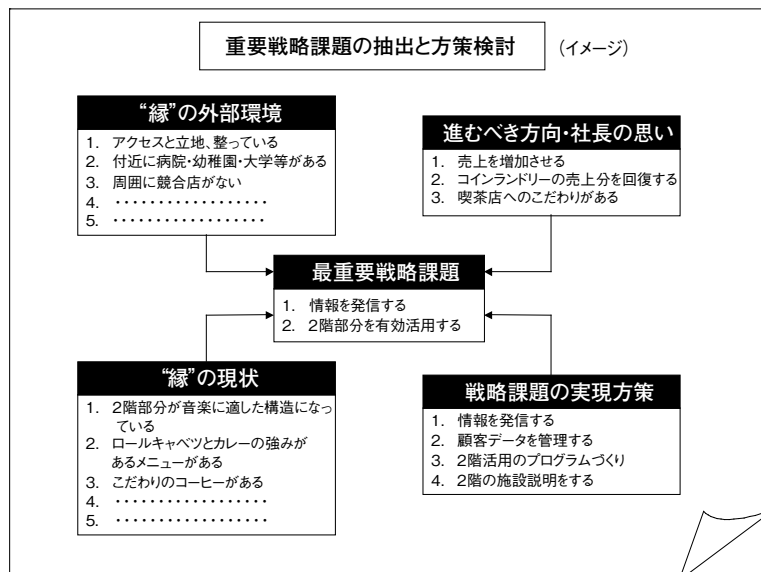 重要戦略課題の抽出と方策検討 (イメージ)
“縁”の外部環境
1. アクセスと立地、整っている
2. 付近に病院・幼稚園・大学等がある
3. 周囲に競合店がない
4. ・・・・・・・・・・・・・・・・・・
5. ・・・・・・・・・・・・・・・・・・
進むべき方向・社長の思い
1. 売上を増加させる
2. コインランドリーの売上分を回復する
3. 喫茶店へのこだわりがある
最重要戦略課題
1. 情報を発信する
2. 2階部分を有効活用する
“縁”の現状
1. 2階部分が音楽に適した構造になっ
ている
2. ロールキャベツとカレーの強みが
あるメニューがある
3. こだわりのコーヒーがある
4. ・・・・・・・・・・・・・・・・・・
5. ・・・・・・・・・・・・・・・・・・
戦略課題の実現方策
1. 情報を発信する
2. 顧客データを管理する
3. 2階活用のプログラムづくり
4. 2階の施設説明をする